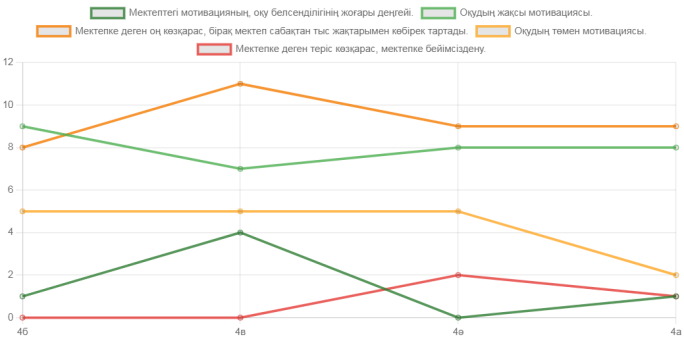 Мектептегі мотивацияның, оқу белсенділігінің жоғары деңгейі. Оқудың жақсы мотивациясы.
Мектепке деген оң көзқарас, бірақ мектеп сабақтан тыс жақтарымен көбірек тартады. Оқудың төмен мотивациясы.
Мектепке деген теріс көзқарас, мектепке бейімсіздену.
12
10
8
6
4
2
0
4б 4в 4ә 4а